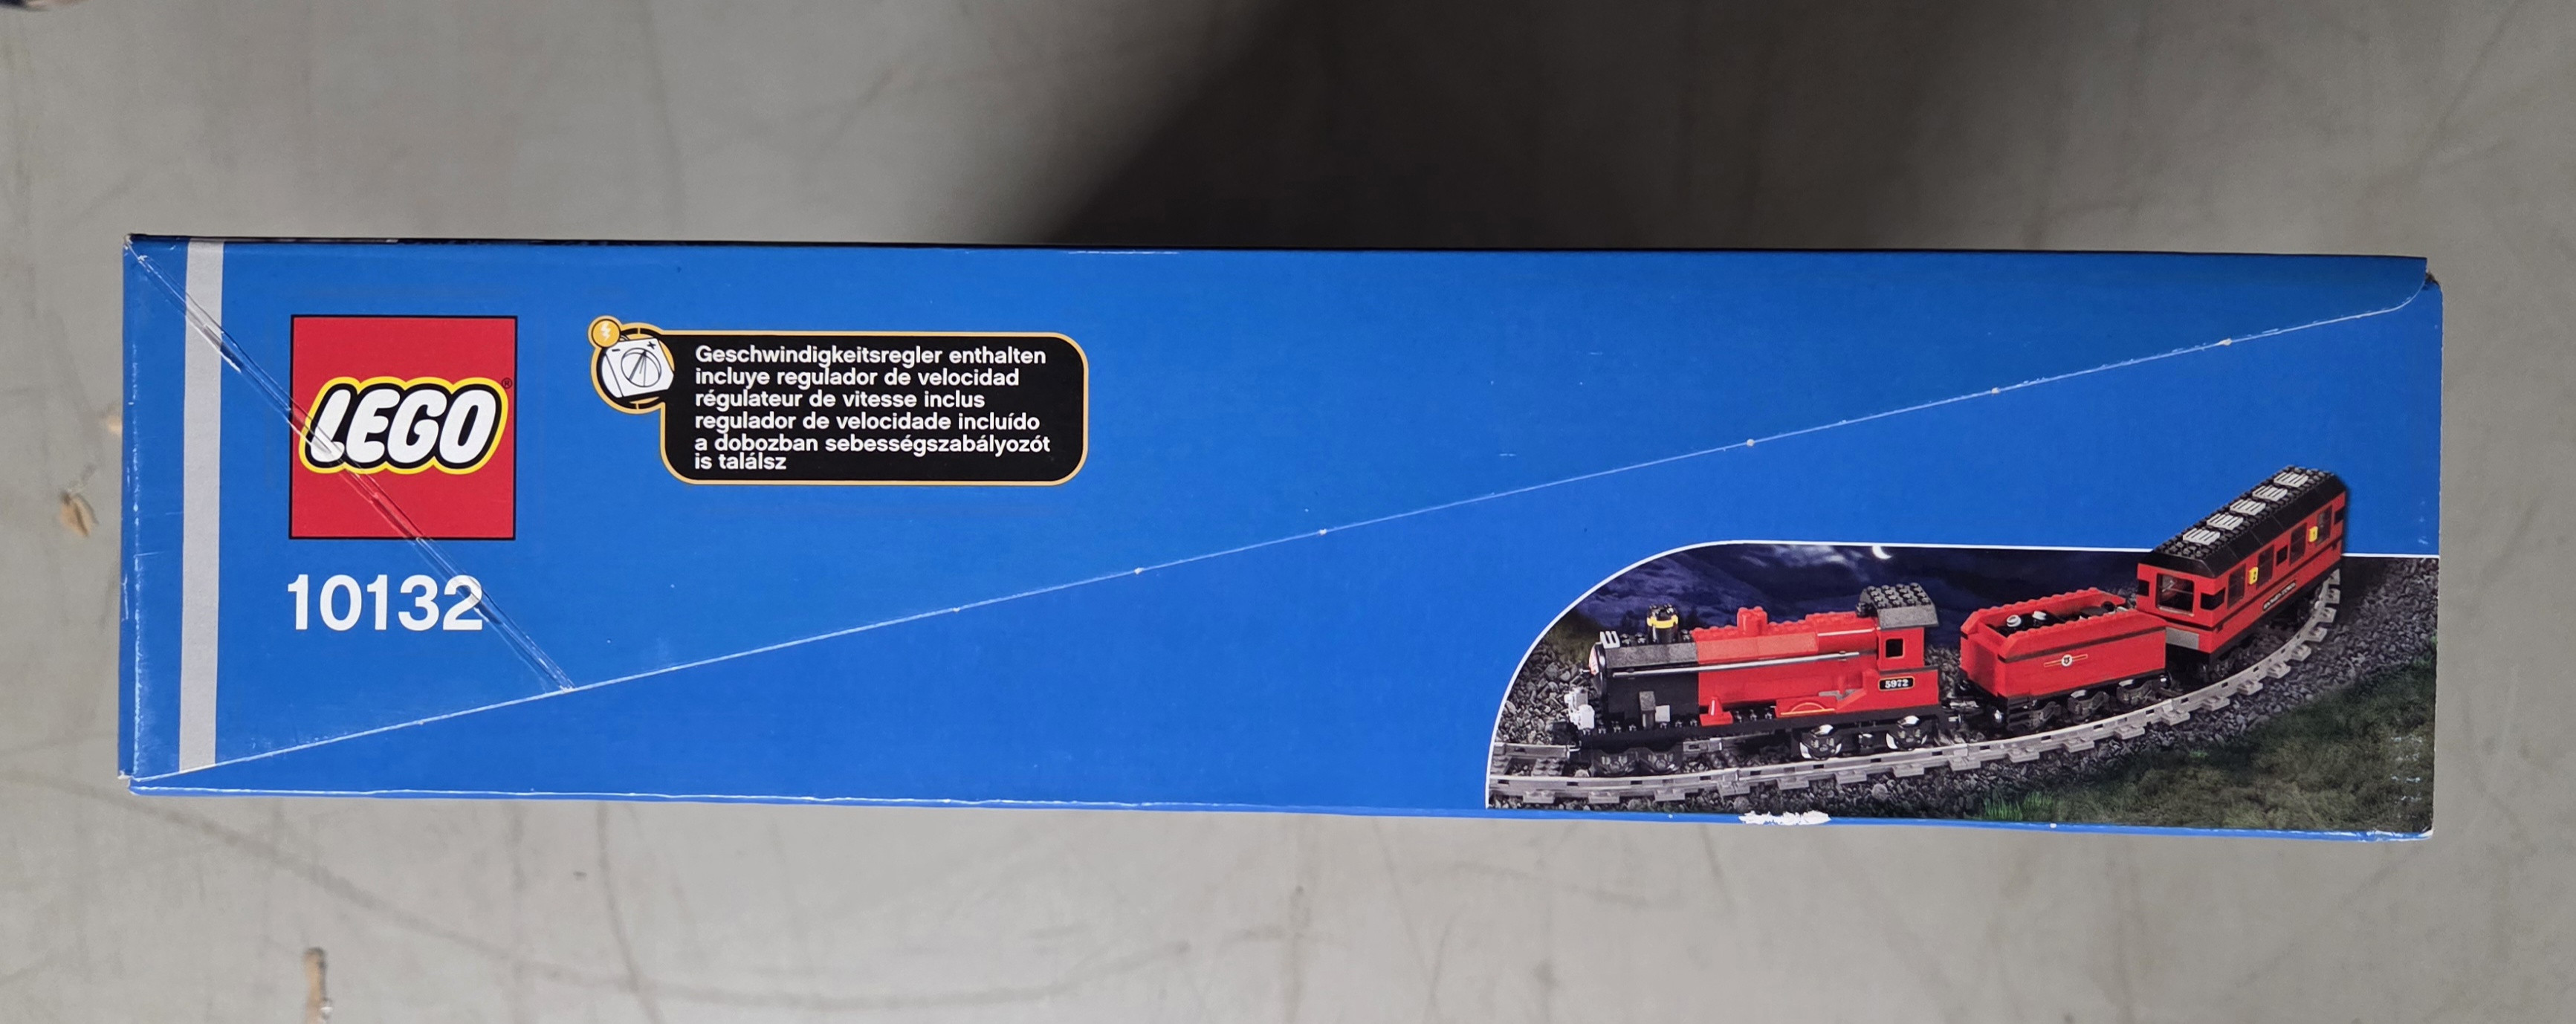 LEGO®
10132
Geschwindigkeitsregler enthalten
incluye regulador de velocidad
régulateur de vitesse inclus
regulador de velocidade incluído
a dobozban sebességszabályozót
is találsz
5972